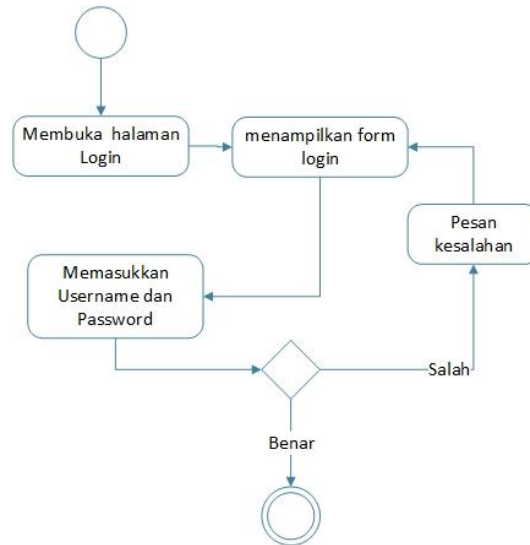 Membuka halaman
Login
menampilkan form
login
Pesan
kesalahan
Memasukkan
Username dan
Password
Salah
Benar